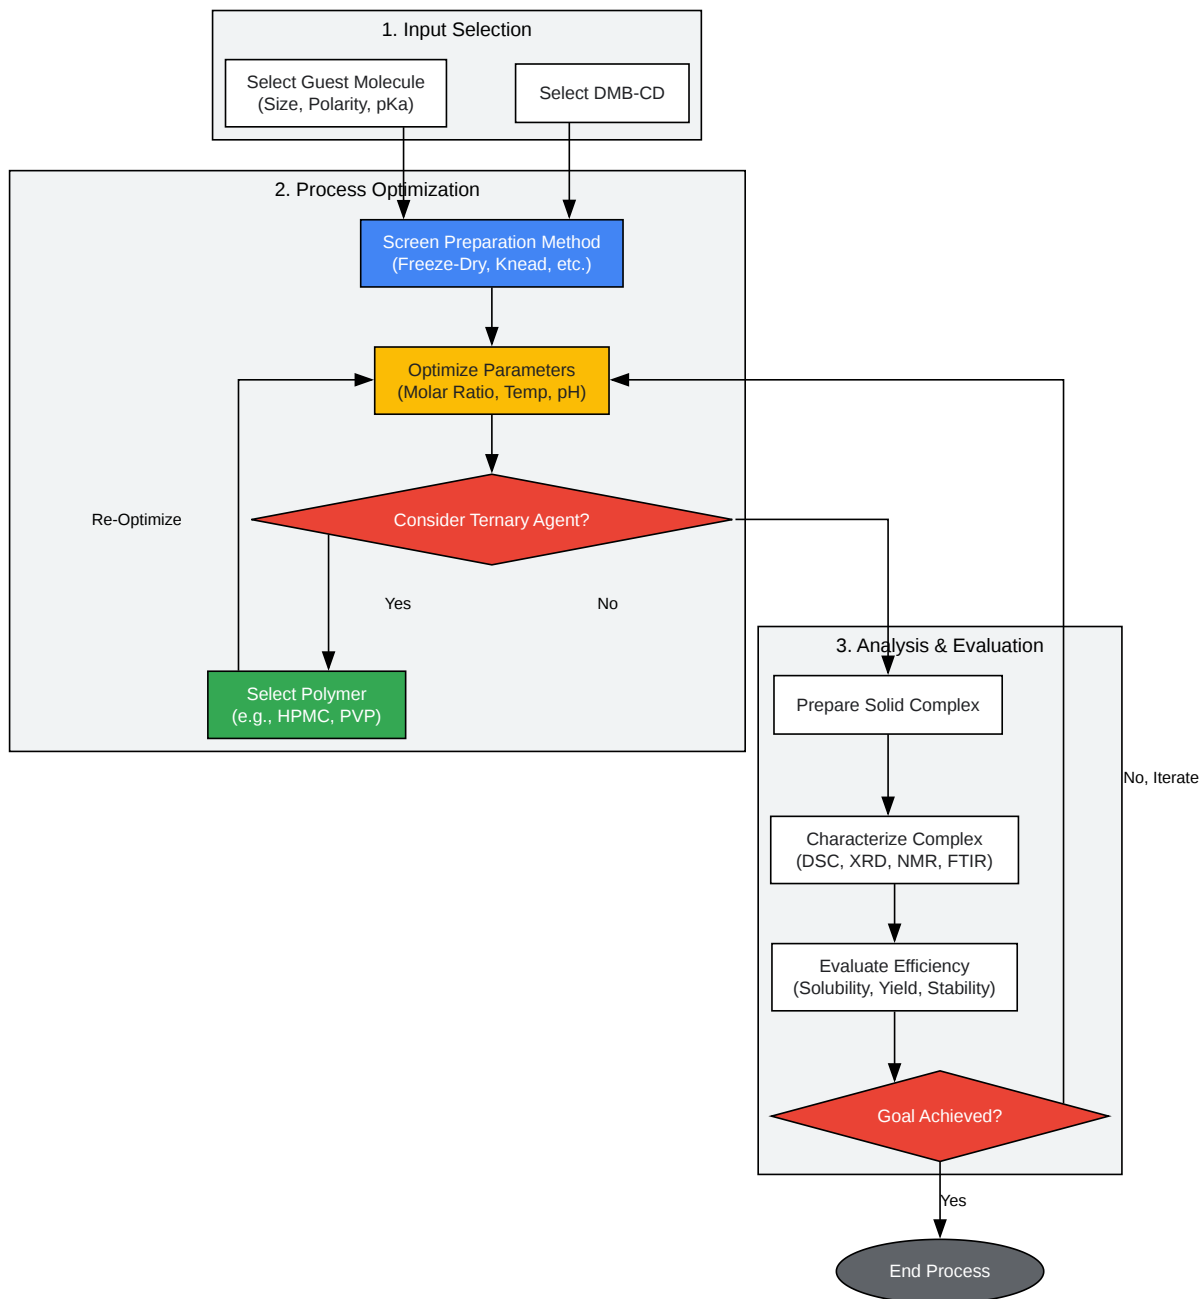 1. Input Selection
Select Guest Molecule
(Size, Polarity, pKa)
Select DMB-CD
2. Process Optimization
Screen Preparation Method
(Freeze-Dry, Knead, etc.)
Optimize Parameters
(Molar Ratio, Temp, pH)
Consider Ternary Agent?
Re-Optimize
Yes
No
Select Polymer
(e.g., HPMC, PVP)
3. Analysis & Evaluation
Prepare Solid Complex
No, Iterate
Characterize Complex
(DSC, XRD, NMR, FTIR)
Evaluate Efficiency
(Solubility, Yield, Stability)
Goal Achieved?
Yes
End Process